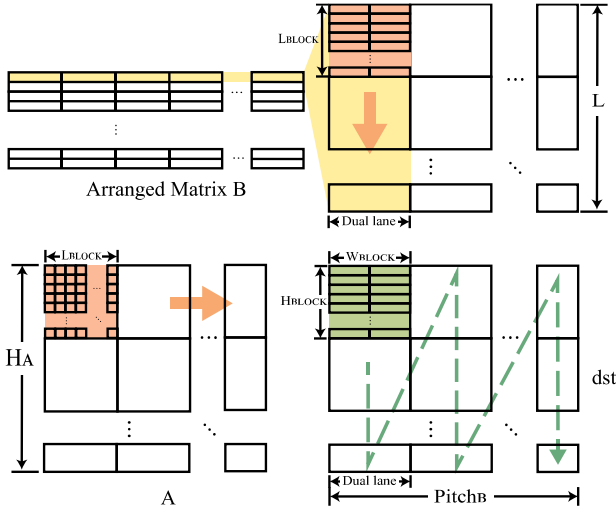 LBLOCK
L
Arranged Matrix B
Dual lane
LBLOCK
WBLOCK
HBLOCK
HA
dst
Dual lane
A
PitchB